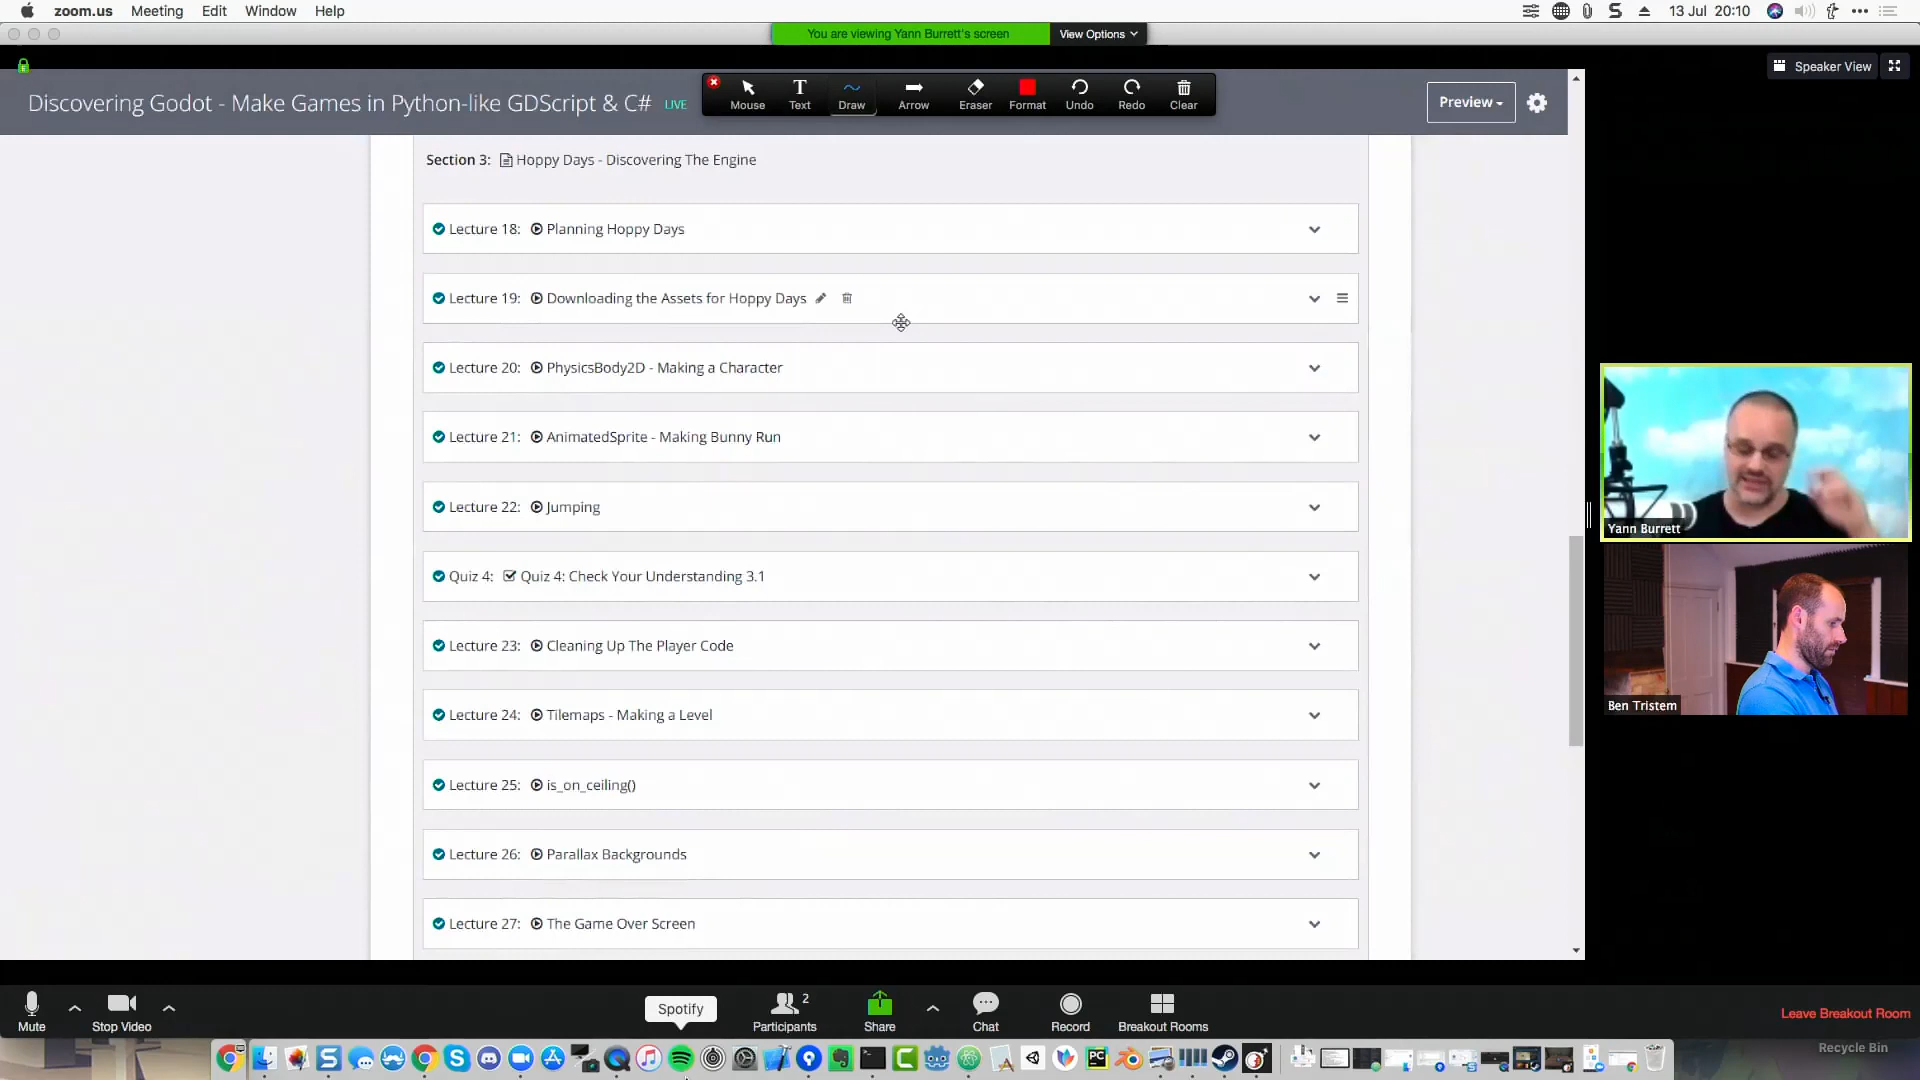 zoom.us Meeting Edit Window Help
13 Jul 20:10
You are viewing Yann Burrett's screen
View Options
Speaker View
Discovering Godot - Make Games in Python-like GDScript & C# LIVE
Mouse Text Draw Arrow Eraser Format Undo Redo Clear
Preview
Section 3: Hoppy Days - Discovering The Engine
Lecture 18: Planning Hoppy Days
Lecture 19: Downloading the Assets for Hoppy Days
Lecture 20: PhysicsBody2D - Making a Character
Lecture 21: AnimatedSprite - Making Bunny Run
Lecture 22: Jumping
Quiz 4: Quiz 4: Check Your Understanding 3.1
Lecture 23: Cleaning Up The Player Code
Lecture 24: Tilemaps - Making a Level
Lecture 25: is_on_ceiling()
Lecture 26: Parallax Backgrounds
Lecture 27: The Game Over Screen
Yann Burrett
Ben Tristem
Mute
Stop Video
Spotify
2
Participants
Share
Chat
Record
Breakout Rooms
Leave Breakout Room
Recycle Bin